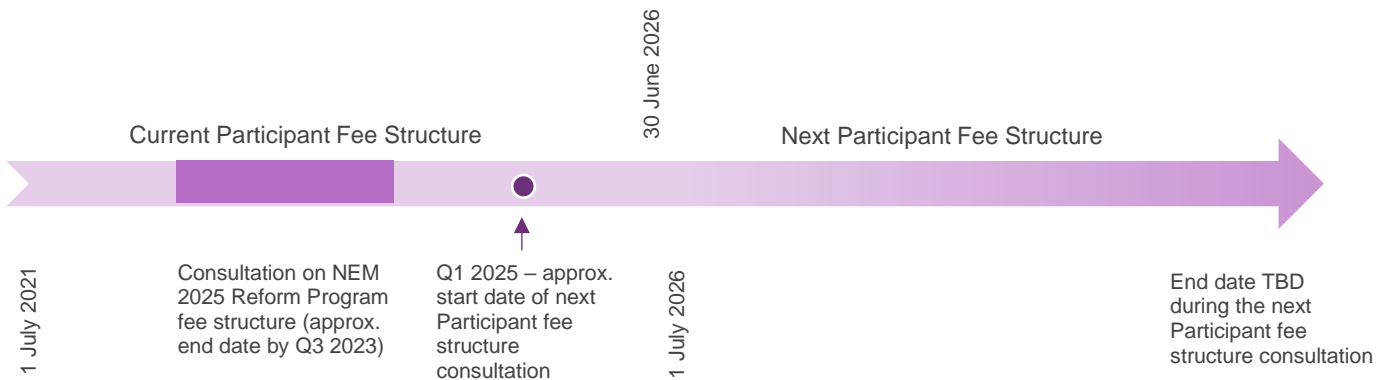 30 June 2026
Current Participant Fee Structure
Next Participant Fee Structure
1 July 2021
Consultation on NEM
2025 Reform Program
fee structure (approx.
end date by Q3 2023)
Q1 2025 – approx.
start date of next
Participant fee
structure
consultation
1 July 2026
End date TBD
during the next
Participant fee
structure consultation